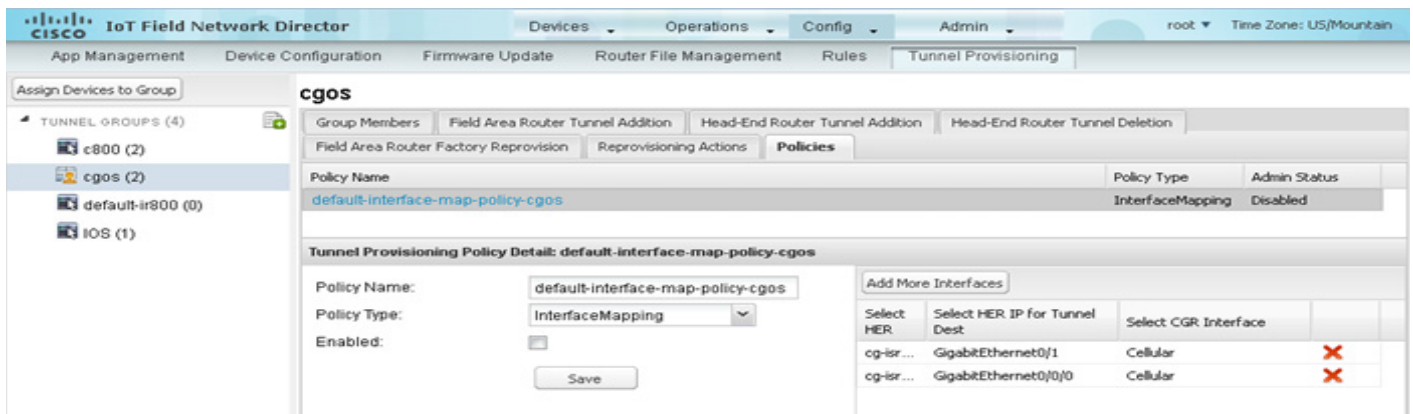 CISCO IoT Field Network Director Devices Operations Config Admin root Time Zone: US/Mountain
App Management Device Configuration Firmware Update Router File Management Rules Tunnel Provisioning
Assign Devices to Group
TUNNEL GROUPS (4)
c800 (2)
cgos (2)
default-ir800 (0)
IOS (1)
cgos
Group Members Field Area Router Tunnel Addition Head-End Router Tunnel Addition Head-End Router Tunnel Deletion
Field Area Router Factory Reprovision Reprovisioning Actions Policies
Policy Name Policy Type Admin Status
default-interface-map-policy-cgos InterfaceMapping Disabled
Tunnel Provisioning Policy Detail: default-interface-map-policy-cgos
Policy Name: default-interface-map-policy-cgos
Policy Type: InterfaceMapping
Enabled:
Save
Add More Interfaces
Select HER Select HER IP for Tunnel Dest Select CGR Interface
cg-isr... GigabitEthernet0/1 Cellular
cg-isr... GigabitEthernet0/0/0 Cellular